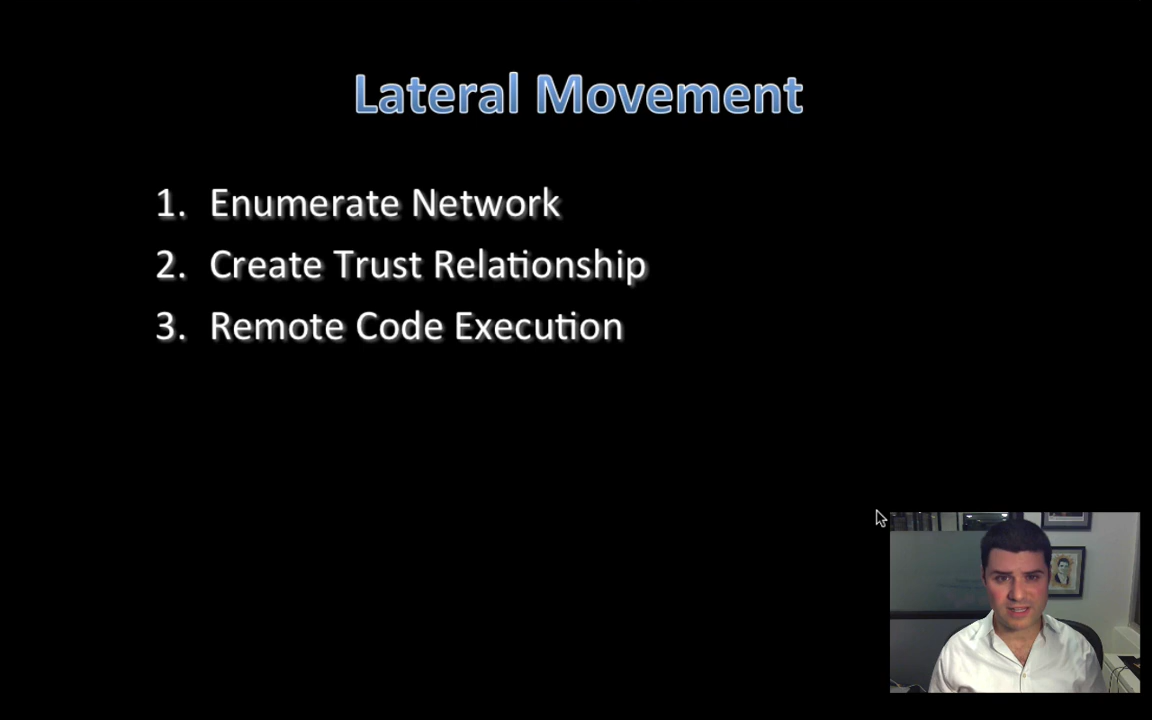 Lateral Movement
1. Enumerate Network
2. Create Trust Relationship
3. Remote Code Execution